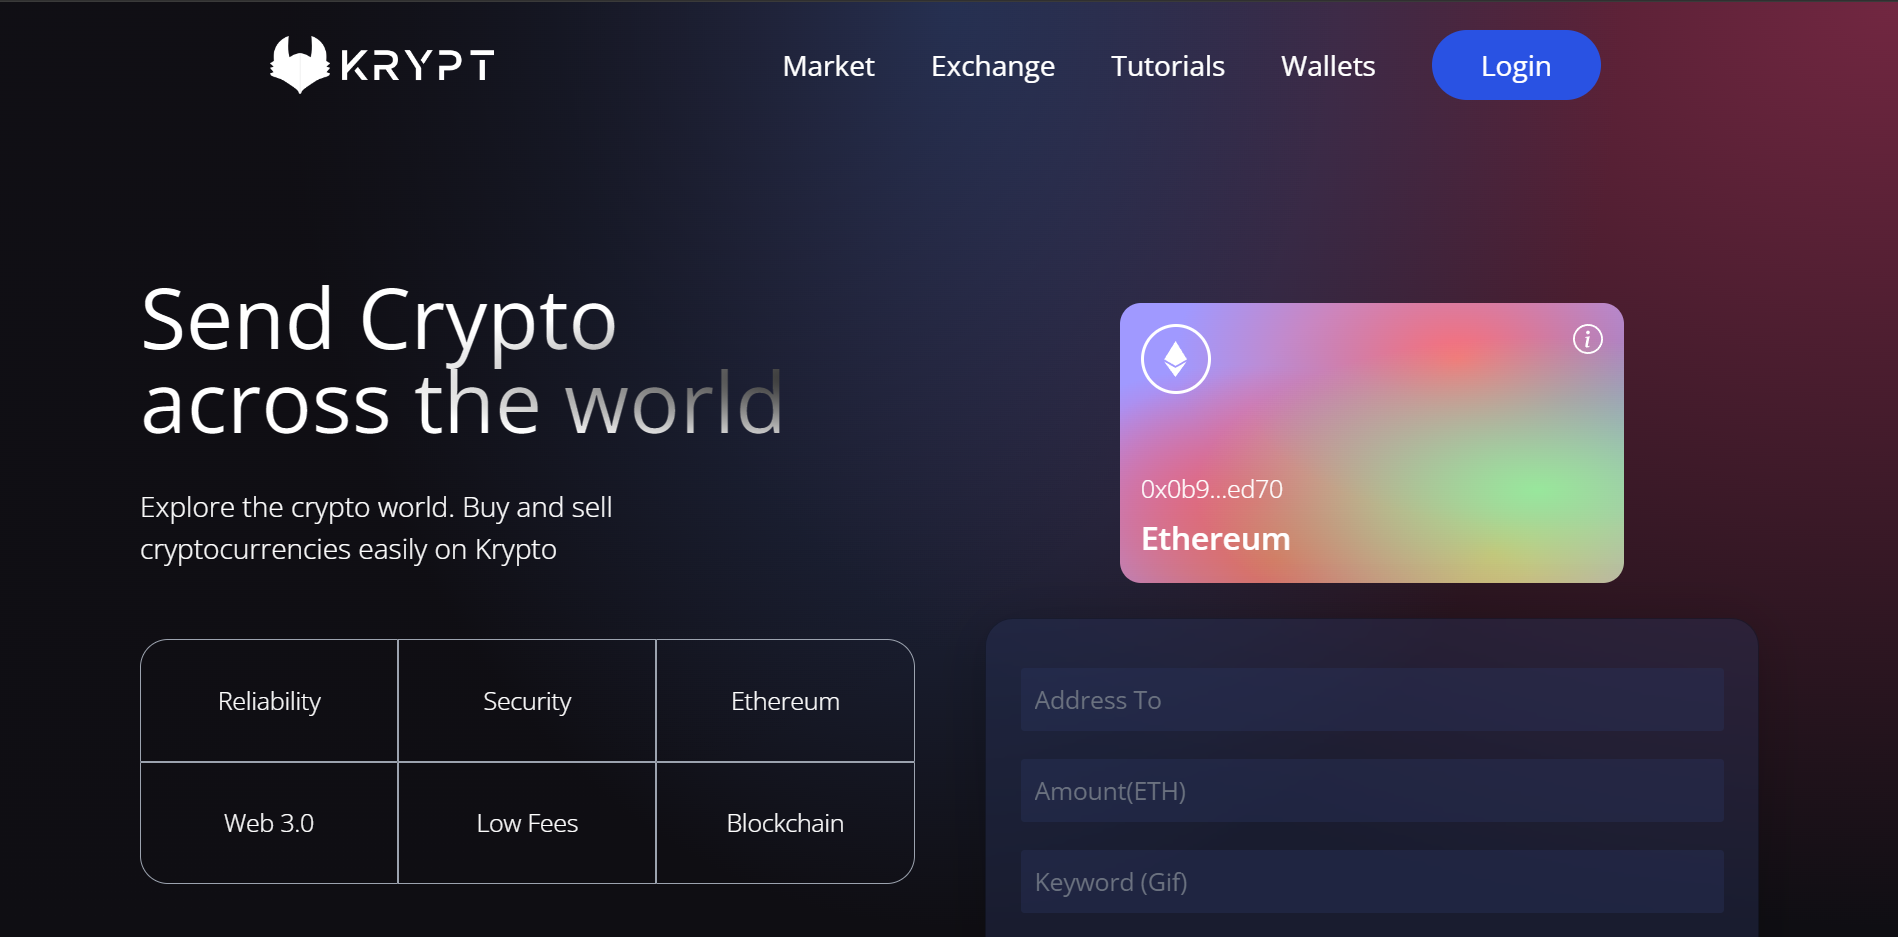 KRYPT
Market
Exchange
Tutorials
Wallets
Login
Send Crypto
across the world
Explore the crypto world. Buy and sell
cryptocurrencies easily on Krypto
Reliability
Security
Ethereum
Web 3.0
Low Fees
Blockchain
i
0x0b9...ed70
Ethereum
Address To
Amount(ETH)
Keyword (Gif)